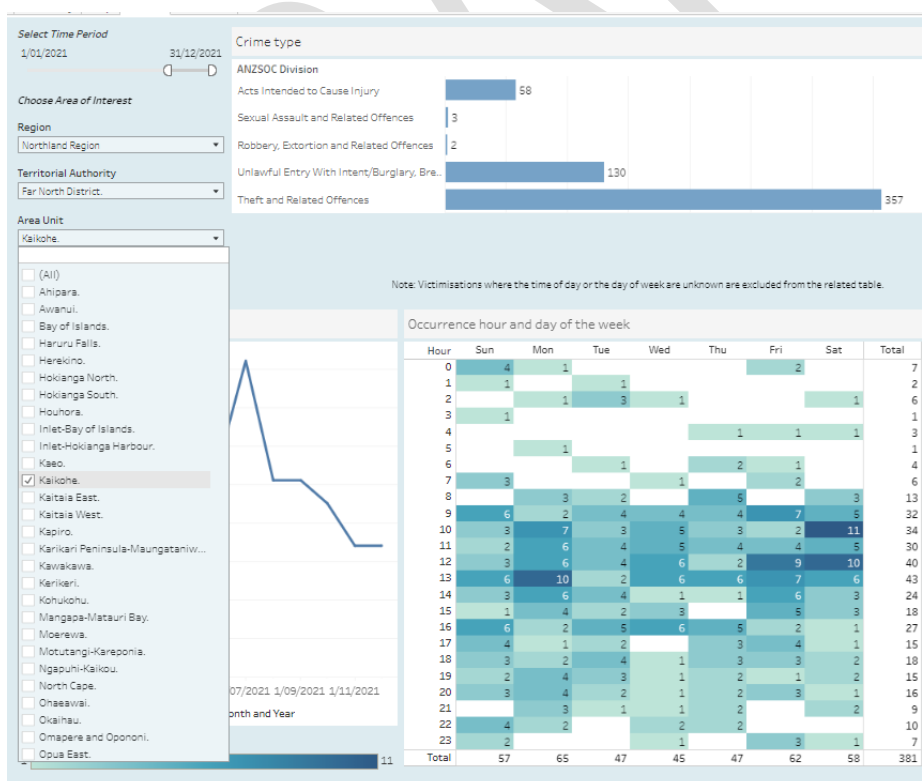 Select Time Period
1/01/2021 31/12/2021
Choose Area of Interest
Region
Northland Region
Territorial Authority
Far North District.
Area Unit
Kaikohe.
(All)
Ahipara.
Awanui.
Bay of Islands.
Haruru Falls.
Herekino.
Hokianga North.
Hokianga South.
Houhora.
Inlet-Bay of Islands.
Inlet-Hokianga Harbour.
Kaeo.
Kaikohe.
Kaitaia East.
Kaitaia West.
Kapiro.
Karikari Peninsula-Maungataniw...
Kawakawa.
Kerikeri.
Kohukohu.
Mangapa-Matauri Bay.
Moerewa.
Motutangi-Kareponia.
Ngapuhi-Kaikou.
North Cape.
Ohaeawai.
Okaihau.
Omapere and Opononi.
Opua East.
Crime type
ANZSOC Division
Acts Intended to Cause Injury 58
Sexual Assault and Related Offences 3
Robbery, Extortion and Related Offences 2
Unlawful Entry With Intent/Burglary, Bre.. 130
Theft and Related Offences 357
Note: Victimisations where the time of day or the day of week are unknown are excluded from the related table.
07/2021 1/09/2021 1/11/2021
onth and Year
11
Occurrence hour and day of the week
Hour Sun Mon Tue Wed Thu Fri Sat Total
0 4 1 2 7
1 1 1 2
2 1 3 1 1 6
3 1 1
4 1 1 1 3
5 1 1
6 1 2 1 4
7 3 1 2 6
8 3 2 5 3 13
9 6 2 4 4 4 7 5 32
10 3 7 3 5 3 2 11 34
11 2 6 4 5 4 4 5 30
12 3 6 4 6 2 9 10 40
13 6 10 2 6 6 7 6 43
14 3 6 4 1 1 6 3 24
15 1 4 2 3 5 3 18
16 6 2 5 6 5 2 1 27
17 4 1 2 3 4 1 15
18 3 2 4 1 3 3 2 18
19 2 4 3 1 2 1 2 15
20 3 4 2 1 2 3 1 16
21 3 1 1 2 2 9
22 4 2 2 2 10
23 2 1 3 1 7
Total 57 65 47 45 47 62 58 381